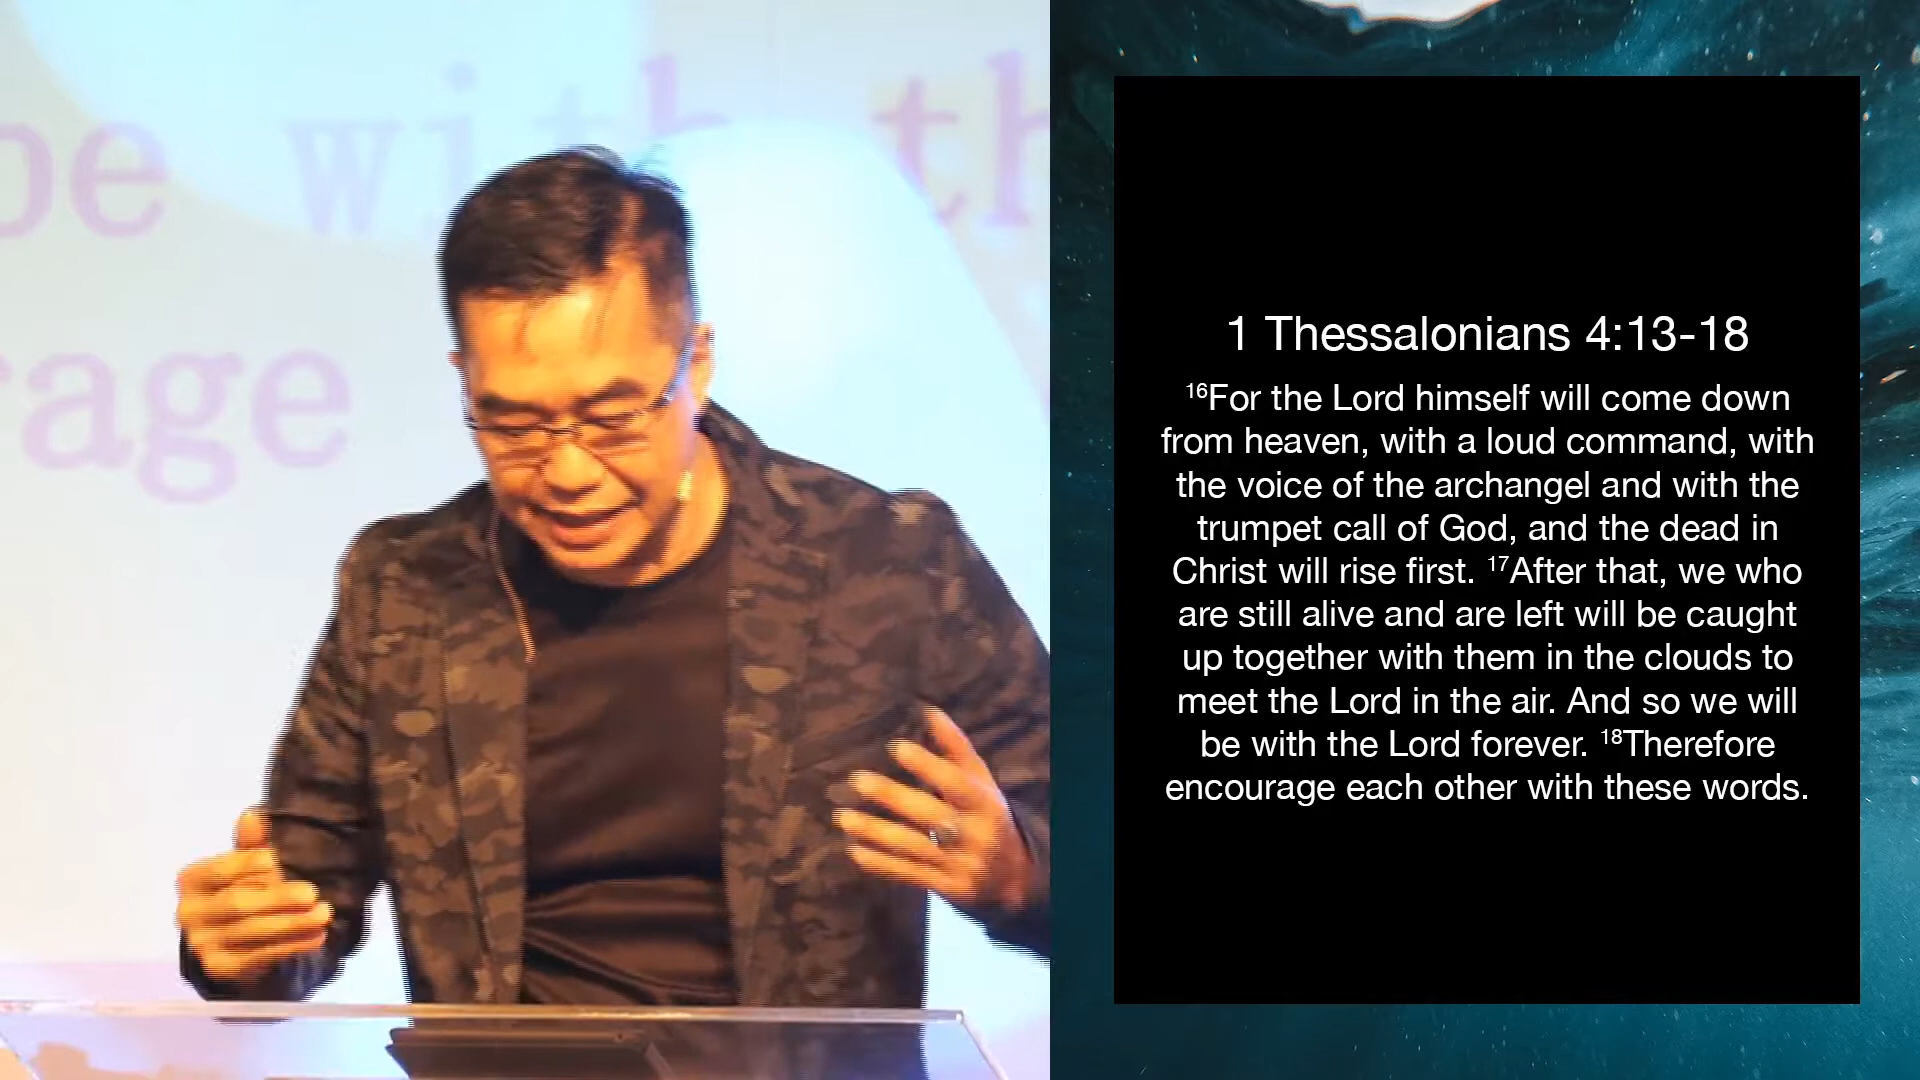 be with th
rage
1 Thessalonians 4:13-18
¹⁶For the Lord himself will come down
from heaven, with a loud command, with
the voice of the archangel and with the
trumpet call of God, and the dead in
Christ will rise first. ¹⁷After that, we who
are still alive and are left will be caught
up together with them in the clouds to
meet the Lord in the air. And so we will
be with the Lord forever. ¹⁸Therefore
encourage each other with these words.